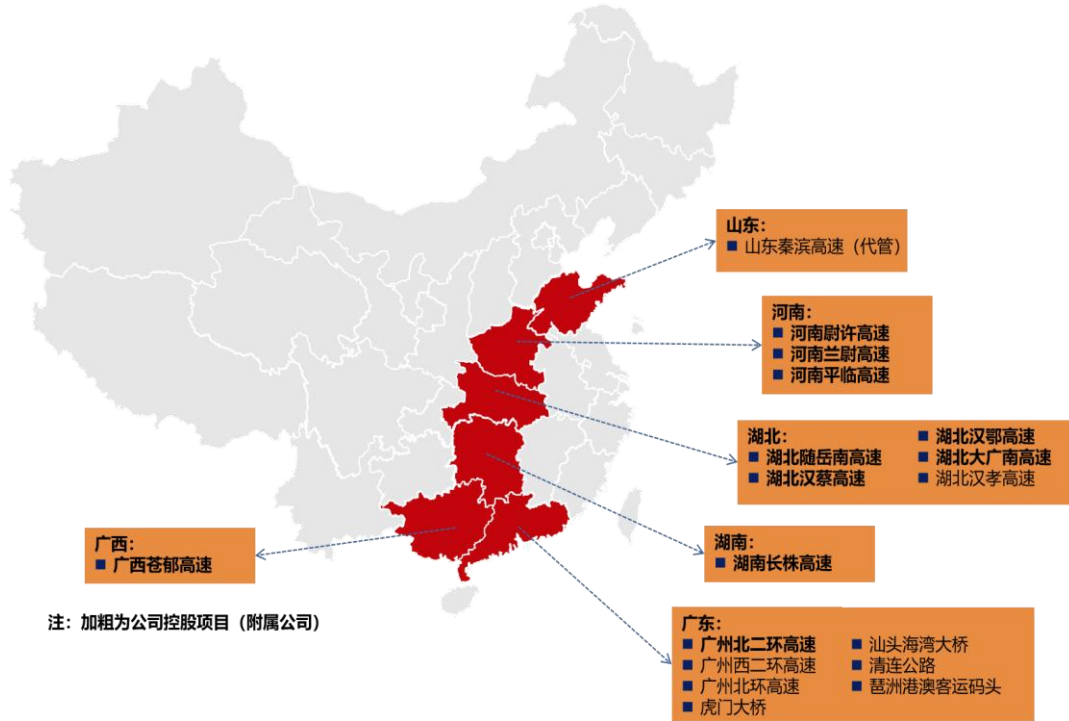 山东：
■ 山东秦滨高速（代管）
河南：
■ 河南尉许高速
■ 河南兰尉高速
■ 河南平临高速
湖北：
■ 湖北随岳南高速
■ 湖北汉蔡高速
■ 湖北汉鄂高速
■ 湖北大广南高速
■ 湖北汉孝高速
湖南：
■ 湖南长株高速
广西：
■ 广西苍郁高速
注：加粗为公司控股项目（附属公司）
广东：
■ 广州北二环高速
■ 广州西二环高速
■ 广州北环高速
■ 虎门大桥
■ 汕头海湾大桥
■ 清连公路
■ 琶洲港澳客运码头